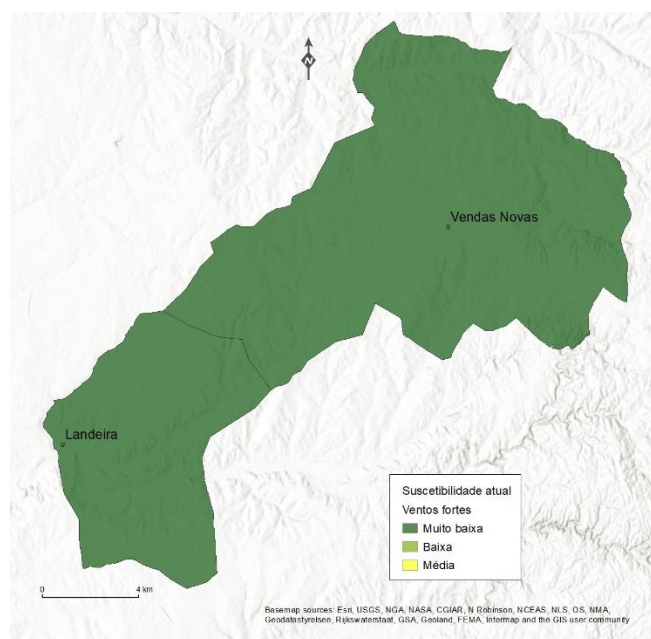 N
Vendas Novas
Landeira
Suscetibilidade atual
Ventos fortes
Muito baixa
Baixa
Média
0 4 km
Basemap sources: Esri, USGS, NGA, NASA, CGIAR, N Robinson, NCEAS, NLS, OS, NMA,
Geodatastyrelsen, Rijkswaterstaat, GSA, Geoland, FEMA, Intermap and the GIS user community